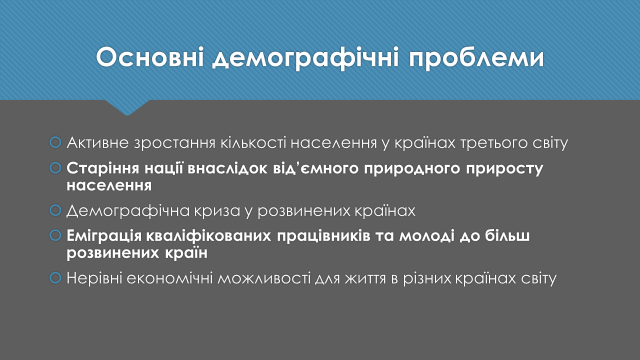 Основні демографічні проблеми
Активне зростання кількості населення у країнах третього світу
Старіння нації внаслідок від’ємного природного приросту
населення
Демографічна криза у розвинених країнах
Еміграція кваліфікованих працівників та молоді до більш
розвинених країн
Нерівні економічні можливості для життя в різних країнах світу